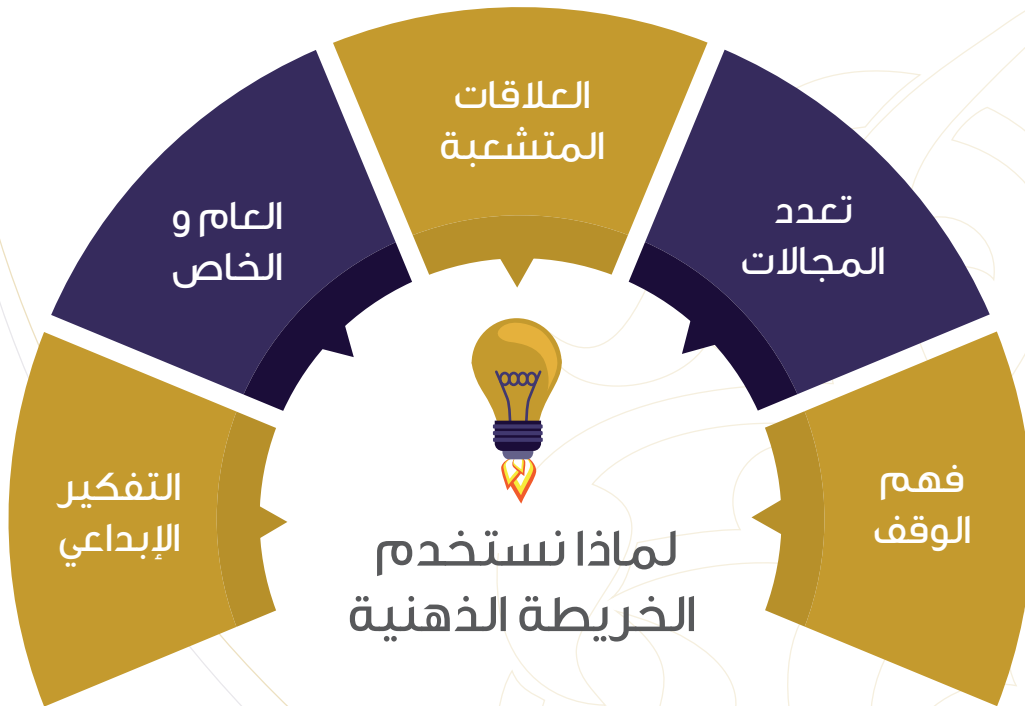 فهم
الوقف
تعدد
المجالات
العلاقات
المتشعبة
العام و
الخاص
التفكير
الإبداعي
لماذا نستخدم
الخريطة الذهنية